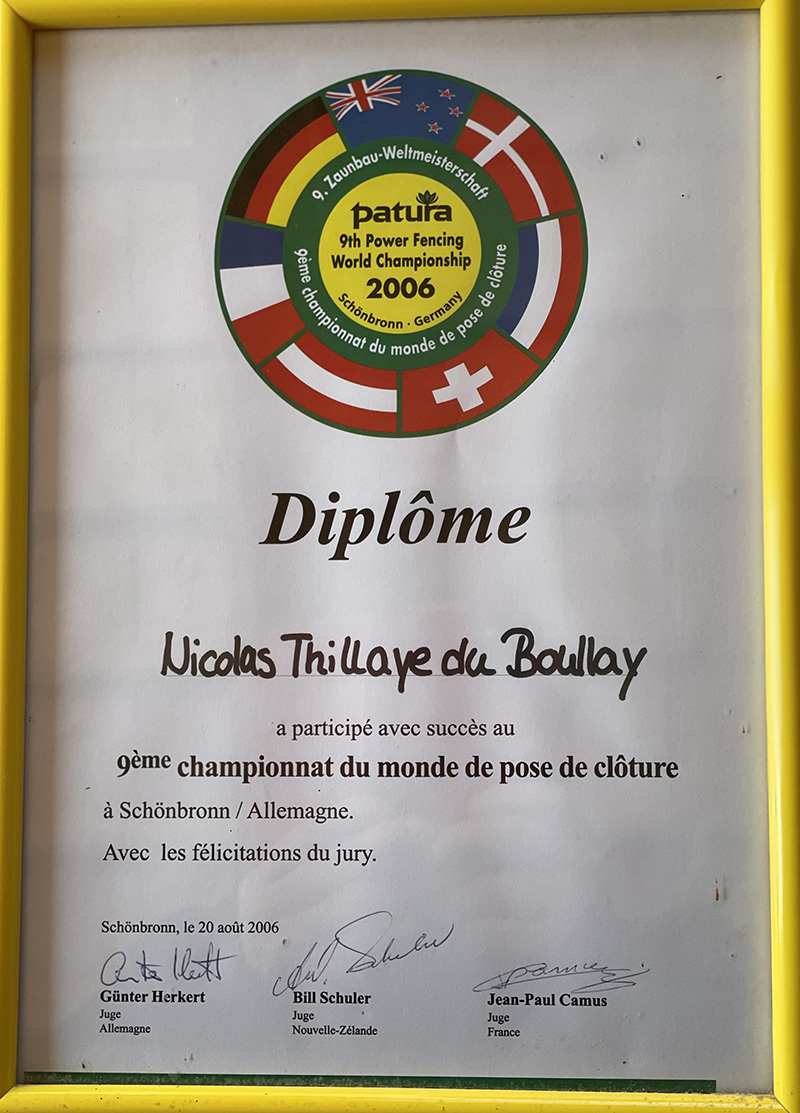 9. Zaunbau-Weltmeisterschaft
patura
9th Power Fencing
World Championship
2006
Schönbronn · Germany
9ème championnat du monde de pose de clôture
Diplôme
Nicolas Thillaye du Boullay
a participé avec succès au
9ème championnat du monde de pose de clôture
à Schönbronn / Allemagne.
Avec les félicitations du jury.
Schönbronn, le 20 août 2006
Günter Herkert
Juge
Allemagne
Bill Schuler
Juge
Nouvelle-Zélande
Jean-Paul Camus
Juge
France